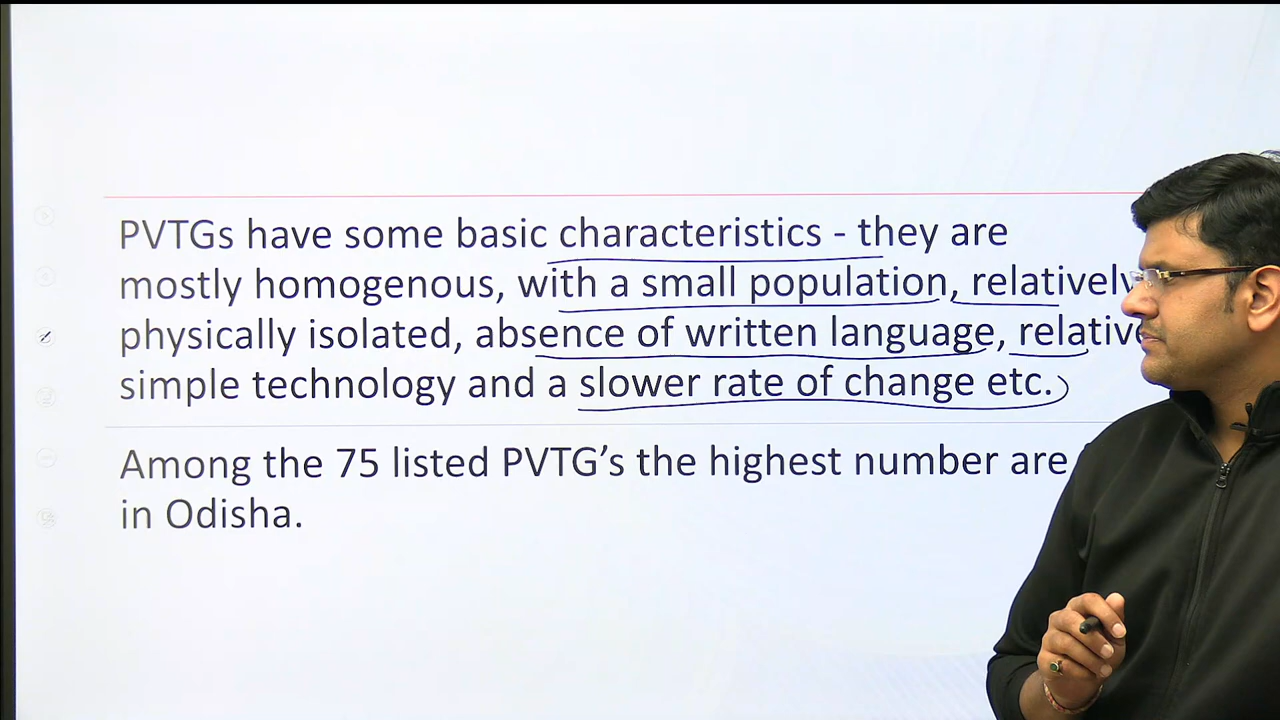 PVTGs have some basic characteristics - they are
mostly homogenous, with a small population, relatively
physically isolated, absence of written language, relative
simple technology and a slower rate of change etc.
Among the 75 listed PVTG’s the highest number are
in Odisha.